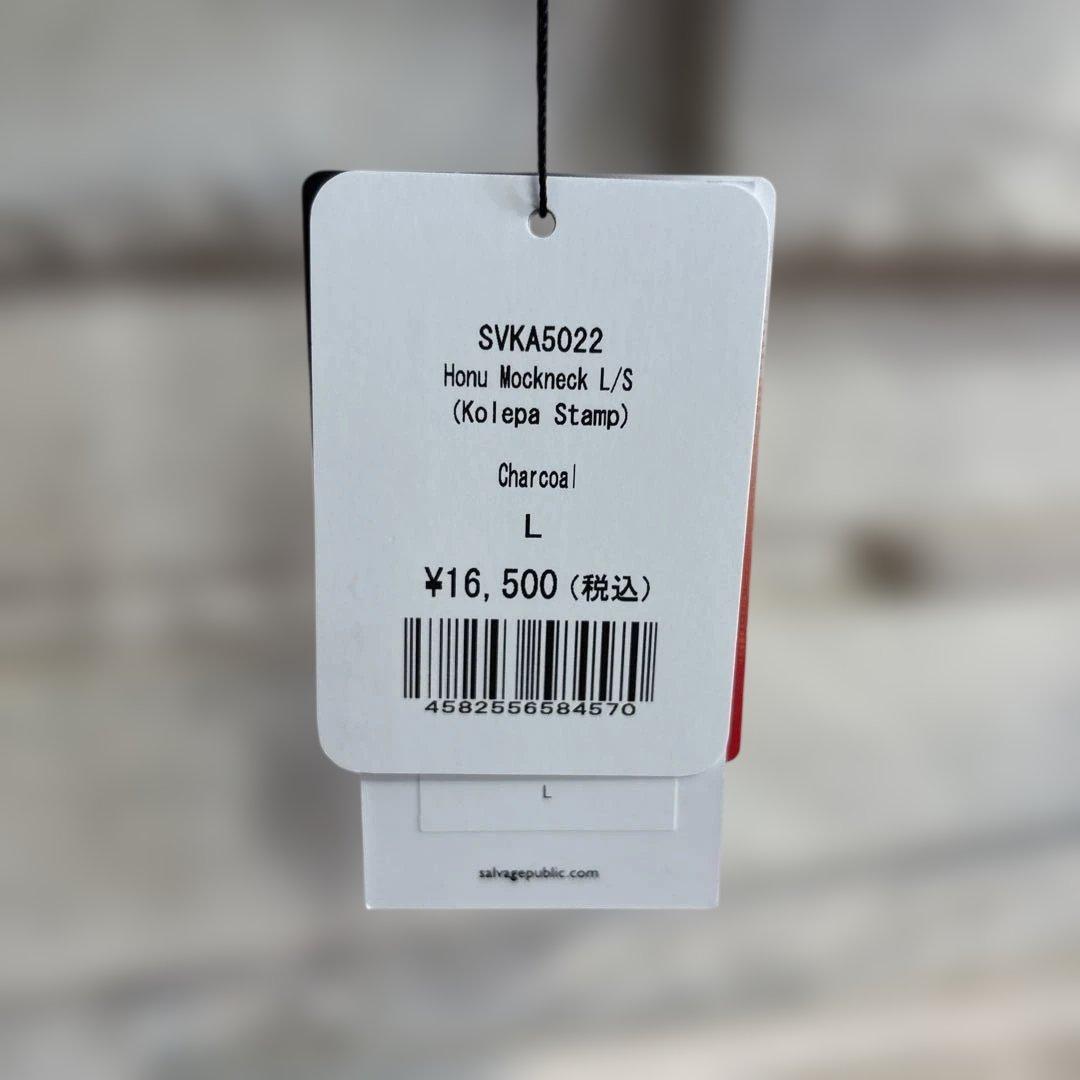 SVKA5022
Honu Mockneck L/S
(Kolepa Stamp)
Charcoal
L
¥16,500(税込)
4582556584570
L
salvagepublic.com